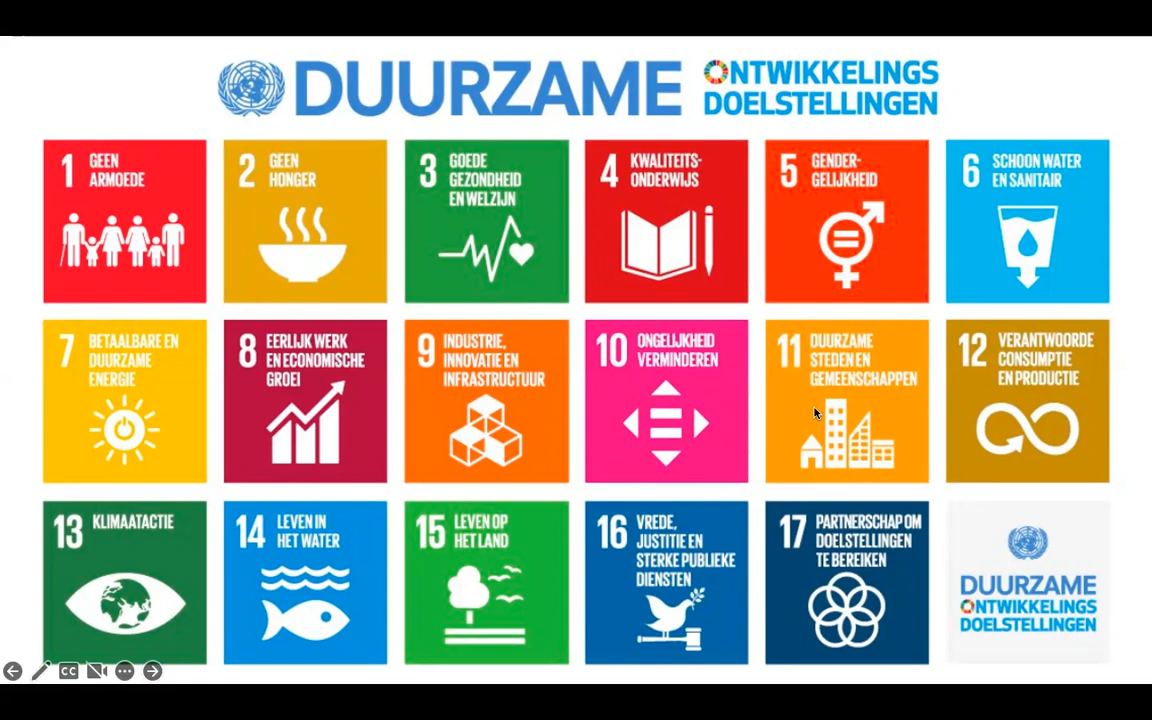 DUURZAME
ONTWIKKELINGS
DOELSTELLINGEN
1 GEEN
ARMOEDE
2 GEEN
HONGER
3 GOEDE
GEZONDHEID
EN WELZIJN
4 KWALITEITS-
ONDERWIJS
5 GENDER-
GELIJKHEID
6 SCHOON WATER
EN SANITAIR
7 BETAALBARE EN
DUURZAME
ENERGIE
8 EERLIJK WERK
EN ECONOMISCHE
GROEI
9 INDUSTRIE,
INNOVATIE EN
INFRASTRUCTUUR
10 ONGELIJKHEID
VERMINDEREN
11 DUURZAME
STEDEN EN
GEMEENSCHAPPEN
12 VERANTWOORDE
CONSUMPTIE
EN PRODUCTIE
13 KLIMAATACTIE
14 LEVEN IN
HET WATER
15 LEVEN OP
HET LAND
16 VREDE,
JUSTITIE EN
STERKE PUBLIEKE
DIENSTEN
17 PARTNERSCHAP OM
DOELSTELLINGEN
TE BEREIKEN
DUURZAME
ONTWIKKELINGS
DOELSTELLINGEN
CC